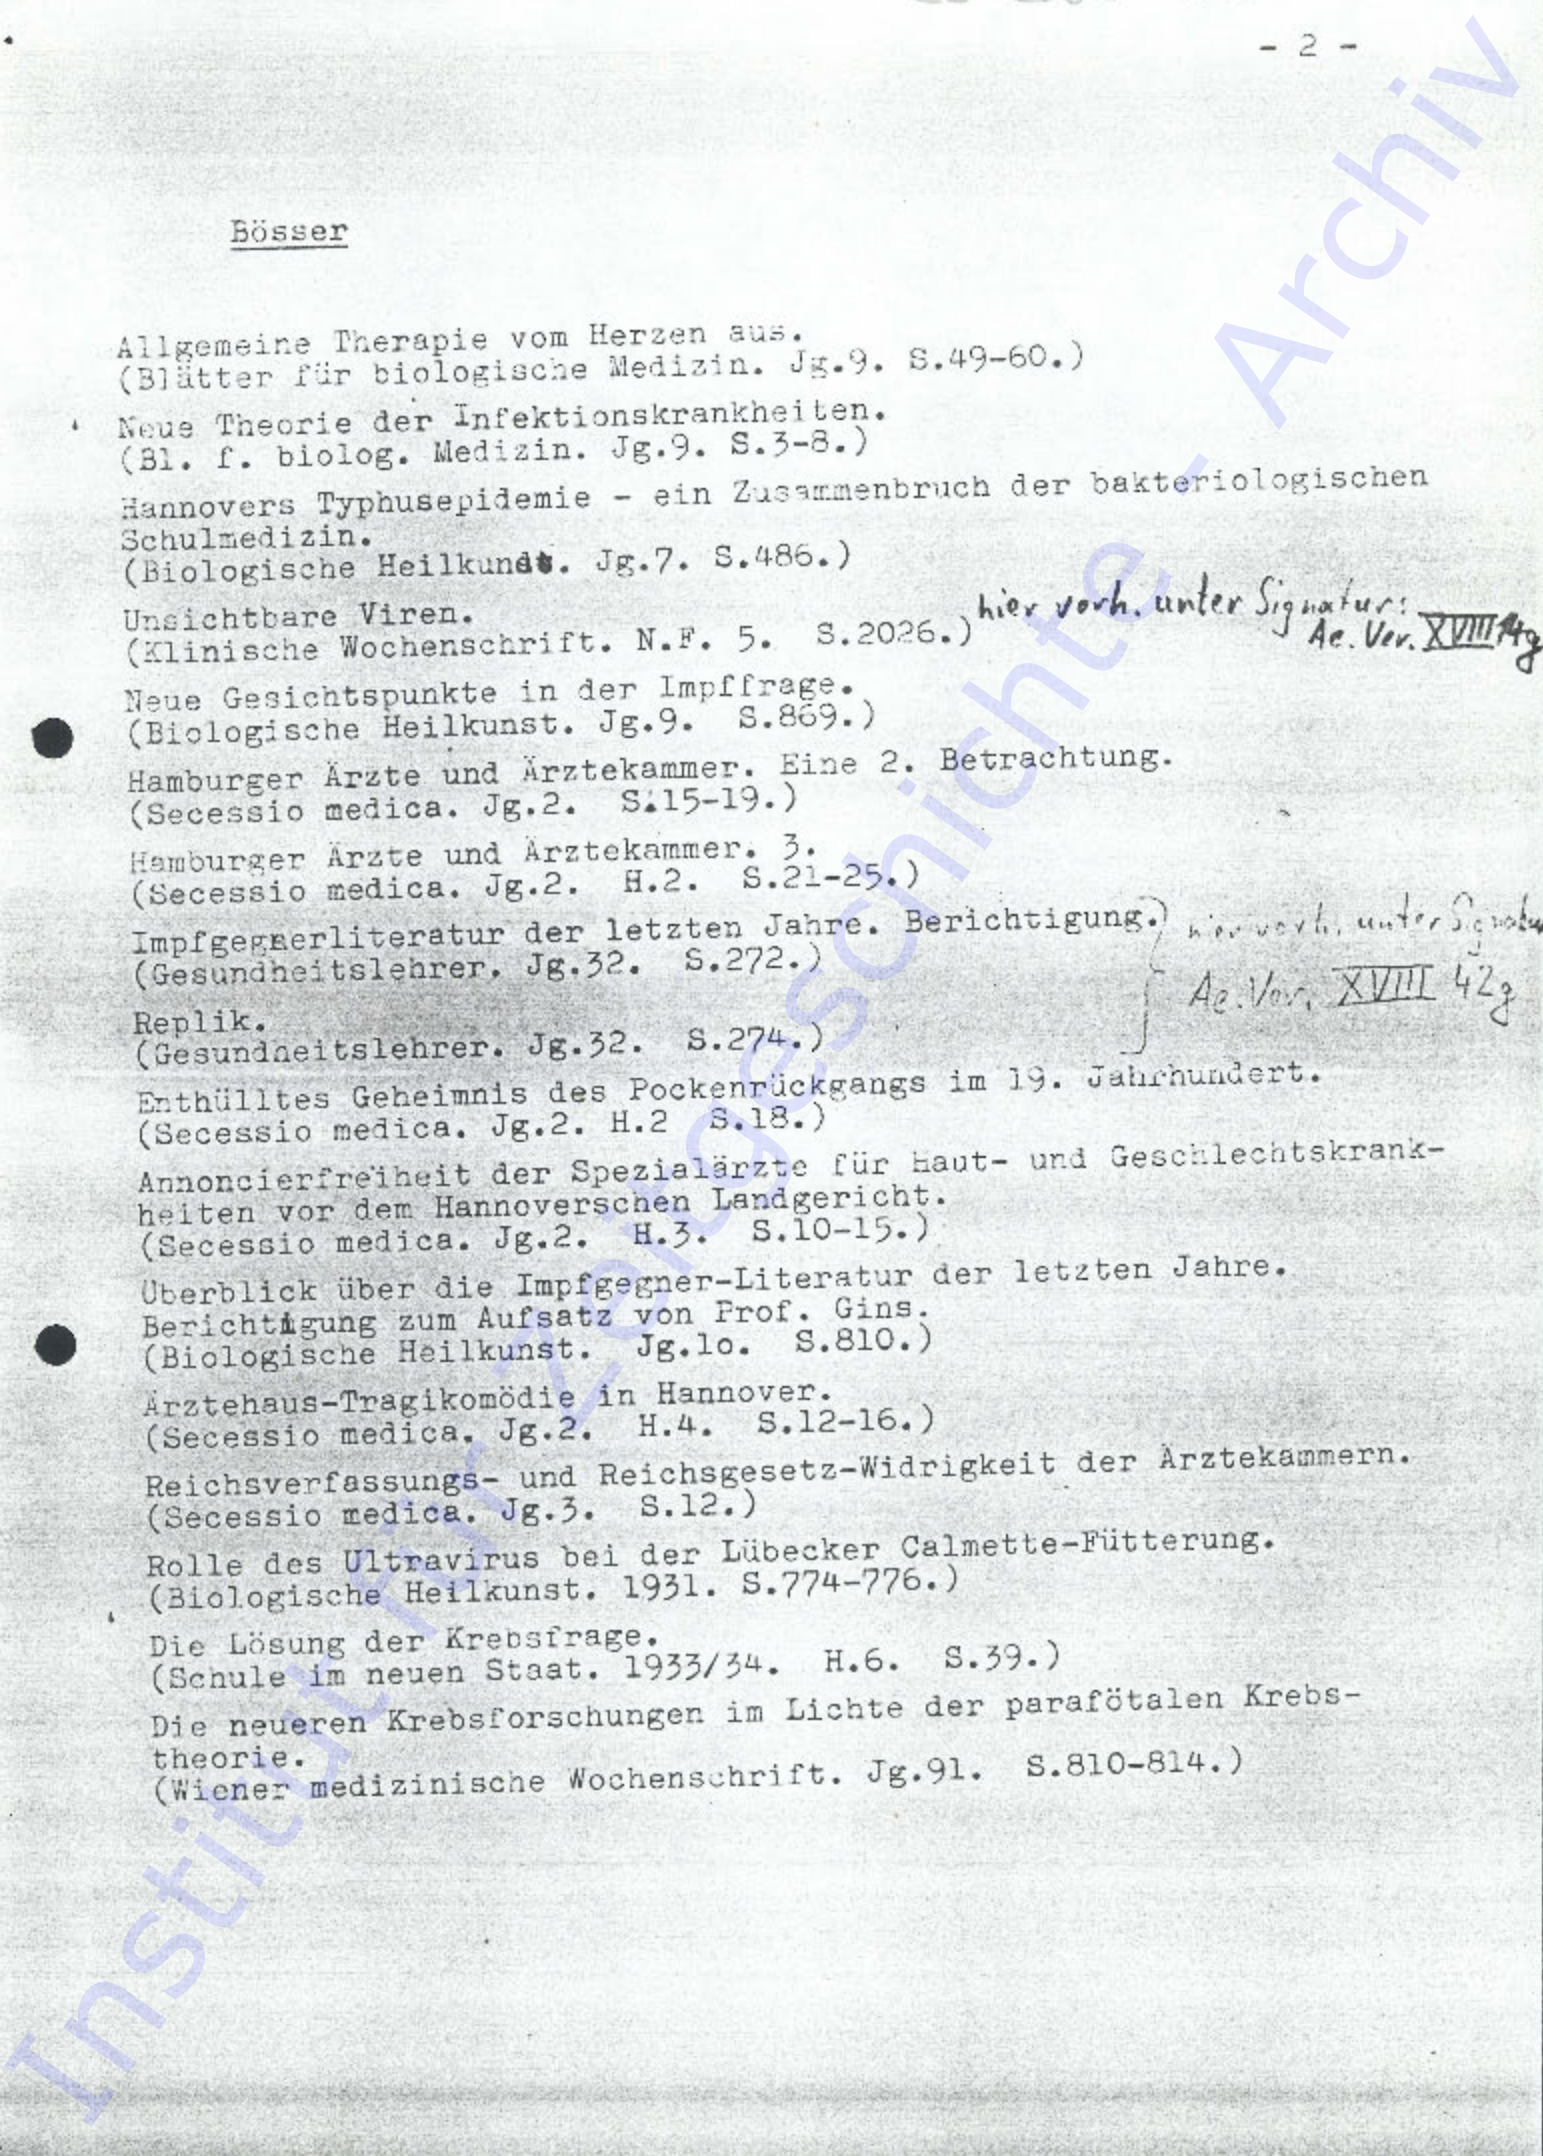 - 2 -
Bösser
Allgemeine Therapie vom Herzen aus.
(Blätter für biologische Medizin. Jg.9. S.49-60.)
Neue Theorie der Infektionskrankheiten.
(Bl. f. biolog. Medizin. Jg.9. S.3-8.)
Hannovers Typhusepidemie - ein Zusammenbruch der bakteriologischen
Schulmedizin.
(Biologische Heilkunst. Jg.7. S.486.)
Unsichtbare Viren.
(Klinische Wochenschrift. N.F. 5. S.2026.)
hier vorh. unter Signatur:
Ae. Ver. XVIII 14g
Neue Gesichtspunkte in der Impffrage.
(Biologische Heilkunst. Jg.9. S.869.)
Hamburger Ärzte und Ärztekammer. Eine 2. Betrachtung.
(Secessio medica. Jg.2. S.15-19.)
Hamburger Ärzte und Ärztekammer. 3.
(Secessio medica. Jg.2. H.2. S.21-25.)
Impfgegnerliteratur der letzten Jahre. Berichtigung.
(Gesundheitslehrer. Jg.32. S.272.)
hier vorh. unter Signatur
Ae. Ver. XVIII 42g
Replik.
(Gesundheitslehrer. Jg.32. S.274.)
Enthülltes Geheimnis des Pockenrückgangs im 19. Jahrhundert.
(Secessio medica. Jg.2. H.2 S.18.)
Annoncierfreiheit der Spezialärzte für Haut- und Geschlechtskrank-
heiten vor dem Hannoverschen Landgericht.
(Secessio medica. Jg.2. H.3. S.10-15.)
Überblick über die Impfgegner-Literatur der letzten Jahre.
Berichtigung zum Aufsatz von Prof. Gins.
(Biologische Heilkunst. Jg.10. S.810.)
Ärztehaus-Tragikomödie in Hannover.
(Secessio medica. Jg.2. H.4. S.12-16.)
Reichsverfassungs- und Reichsgesetz-Widrigkeit der Ärztekammern.
(Secessio medica. Jg.3. S.12.)
Rolle des Ultravirus bei der Lübecker Calmette-Fütterung.
(Biologische Heilkunst. 1931. S.774-776.)
Die Lösung der Krebsfrage.
(Schule im neuen Staat. 1933/34. H.6. S.39.)
Die neueren Krebsforschungen im Lichte der parafötalen Krebs-
theorie.
(Wiener medizinische Wochenschrift. Jg.91. S.810-814.)
Institut für Zeitgeschichte - Archiv